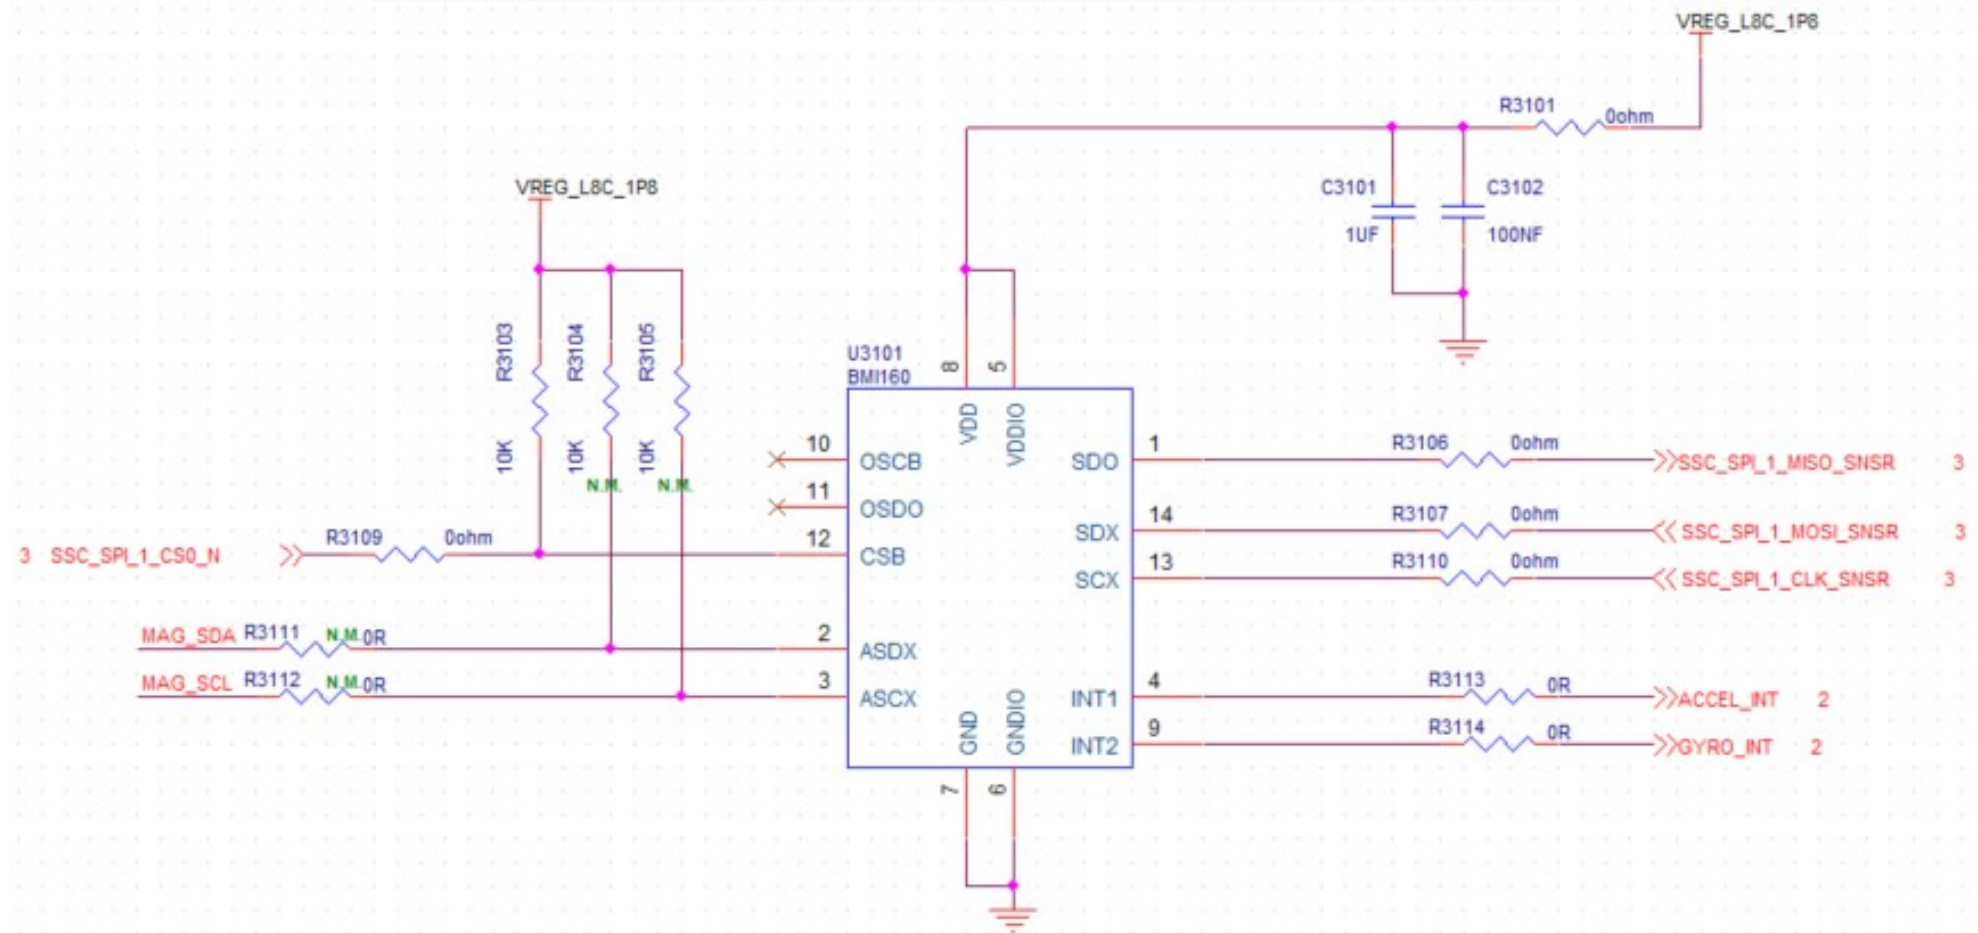 VREG_L8C_1P8
R3101
0ohm
C3101
C3102
1UF
100NF
VREG_L8C_1P8
R3103
R3104
R3105
10K
10K
10K
N.M.
N.M.
U3101
BMI160
8
5
VDD
VDDIO
10
OSCB
11
OSDO
12
CSB
2
ASDX
3
ASCX
GND
GNDIO
7
6
SDO
1
SDX
14
SCX
13
INT1
4
INT2
9
3 SSC_SPI_1_CS0_N
R3109
0ohm
MAG_SDA
R3111
N.M.
0R
MAG_SCL
R3112
N.M.
0R
R3106
0ohm
SSC_SPI_1_MISO_SNSR 3
R3107
0ohm
SSC_SPI_1_MOSI_SNSR 3
R3110
0ohm
SSC_SPI_1_CLK_SNSR 3
R3113
0R
ACCEL_INT 2
R3114
0R
GYRO_INT 2